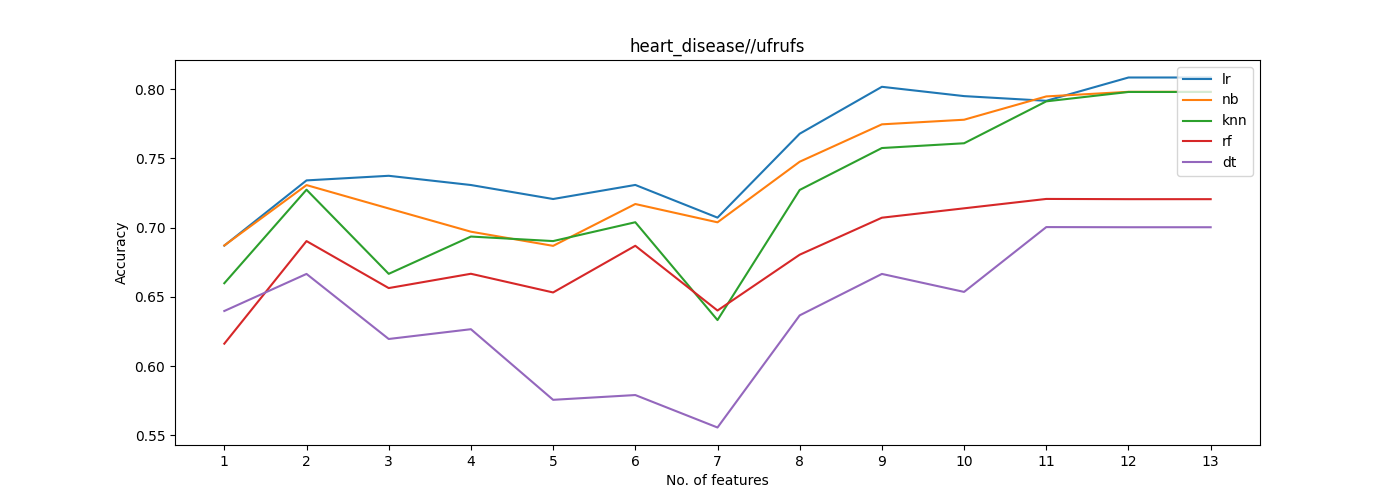 heart_disease//ufrufs
Accuracy
0.80
0.75
0.70
0.65
0.60
0.55
lr
nb
knn
rf
dt
1 2 3 4 5 6 7 8 9 10 11 12 13
No. of features